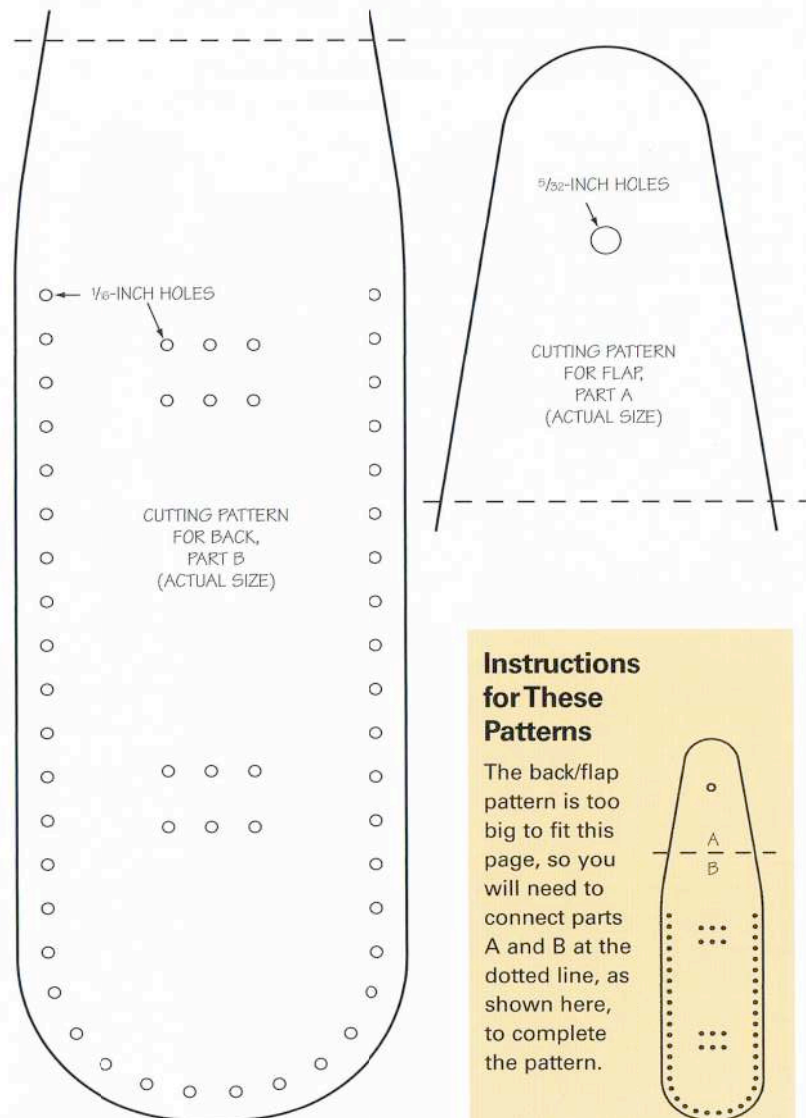 1/16-INCH HOLES
CUTTING PATTERN
FOR BACK,
PART B
(ACTUAL SIZE)
5/32-INCH HOLES
CUTTING PATTERN
FOR FLAP,
PART A
(ACTUAL SIZE)
Instructions
for These
Patterns
The back/flap
pattern is too
big to fit this
page, so you
will need to
connect parts
A and B at the
dotted line, as
shown here,
to complete
the pattern.
A
B